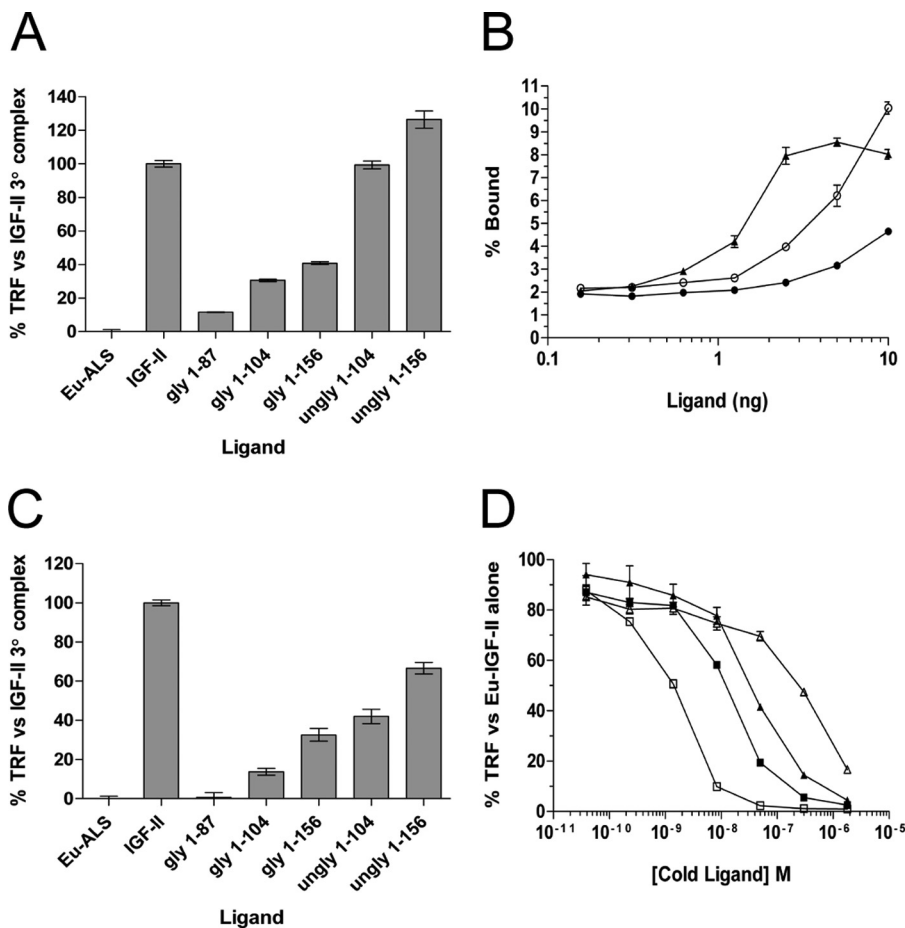 A
% TRF vs IGF-II 3° complex
140
120
100
80
60
40
20
0
Eu-ALS
IGF-II
gly 1-87
gly 1-104
gly 1-156
ungly 1-104
ungly 1-156
Ligand
B
% Bound
11
10
9
8
7
6
5
4
3
2
1
0
0.1
1
10
Ligand (ng)
C
% TRF vs IGF-II 3° complex
120
100
80
60
40
20
0
Eu-ALS
IGF-II
gly 1-87
gly 1-104
gly 1-156
ungly 1-104
ungly 1-156
Ligand
D
% TRF vs Eu-IGF-II alone
100
80
60
40
20
0
10⁻¹¹
10⁻¹⁰
10⁻⁹
10⁻⁸
10⁻⁷
10⁻⁶
10⁻⁵
[Cold Ligand] M